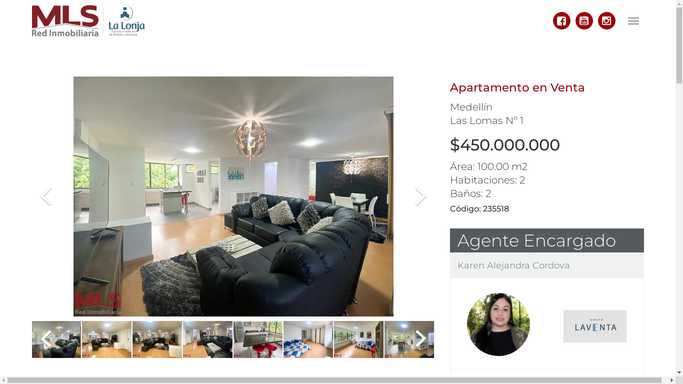 MLS
Red Inmobiliaria
La Lonja
Apartamento en Venta
Medellín
Las Lomas N° 1
$450.000.000
Área: 100.00 m2
Habitaciones: 2
Baños: 2
Código: 235518
Agente Encargado
Karen Alejandra Cordova
MLS
Red Inmobiliaria
LAVENTA